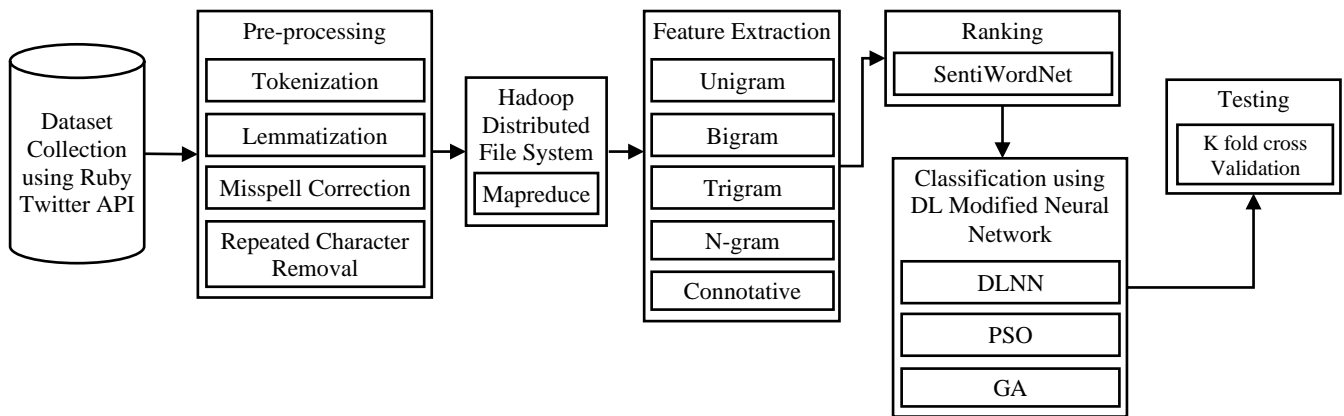 Dataset
Collection
using Ruby
Twitter API
Pre-processing
Tokenization
Lemmatization
Misspell Correction
Repeated Character
Removal
Hadoop
Distributed
File System
Mapreduce
Feature Extraction
Unigram
Bigram
Trigram
N-gram
Connotative
Ranking
SentiWordNet
Classification using
DL Modified Neural
Network
DLNN
PSO
GA
Testing
K fold cross
Validation